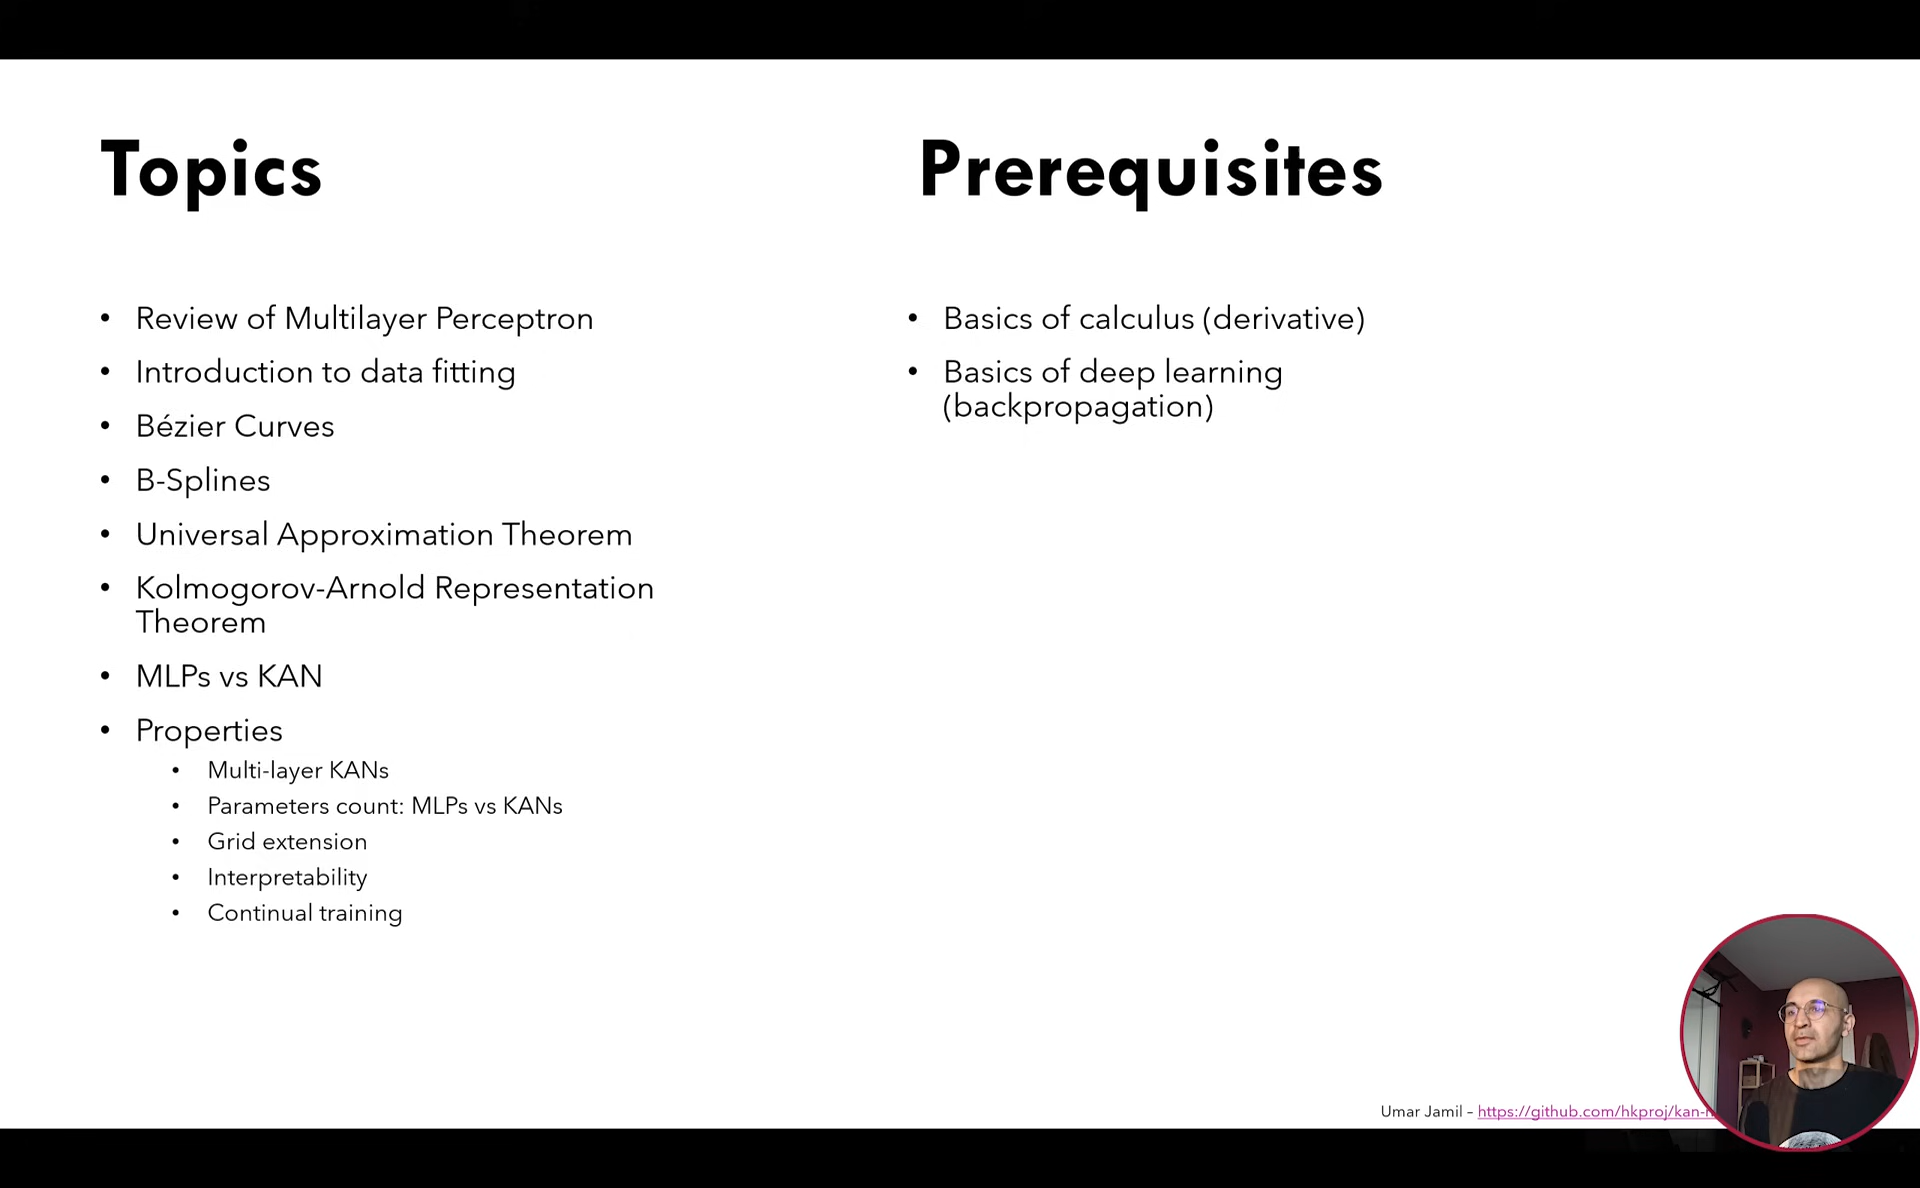 Topics
Prerequisites
• Review of Multilayer Perceptron
• Introduction to data fitting
• Bézier Curves
• B-Splines
• Universal Approximation Theorem
• Kolmogorov-Arnold Representation
Theorem
• MLPs vs KAN
• Properties
• Multi-layer KANs
• Parameters count: MLPs vs KANs
• Grid extension
• Interpretability
• Continual training
• Basics of calculus (derivative)
• Basics of deep learning
(backpropagation)
Umar Jamil – https://github.com/hkproj/kan-